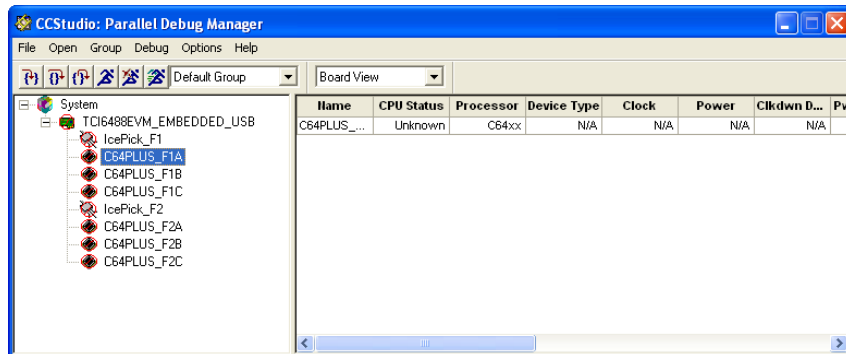 CCStudio: Parallel Debug Manager
File Open Group Debug Options Help
Default Group Board View
System
TCI6488EVM_EMBEDDED_USB
IcePick_F1
C64PLUS_F1A
C64PLUS_F1B
C64PLUS_F1C
IcePick_F2
C64PLUS_F2A
C64PLUS_F2B
C64PLUS_F2C
Name CPU Status Processor Device Type Clock Power Clkdwn D... Pw
C64PLUS_... Unknown C64xx N/A N/A N/A N/A